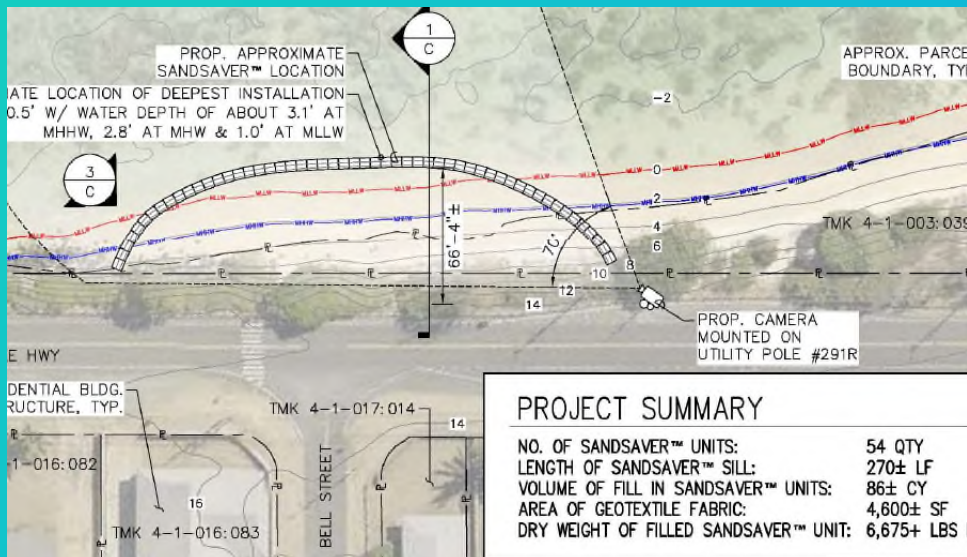 1
C
PROP. APPROXIMATE
SANDSAVER™ LOCATION
ATE LOCATION OF DEEPEST INSTALLATION
0.5' W/ WATER DEPTH OF ABOUT 3.1' AT
MHHW, 2.8' AT MHW & 1.0' AT MLLW
APPROX. PARCE
BOUNDARY, TY
-2
3
C
0
2
4
6
8
10
12
14
MLLW
MHHW
66'-4"±
70'
TMK 4-1-003:039
PROP. CAMERA
MOUNTED ON
UTILITY POLE #291R
E HWY
DENTIAL BLDG.
RUCTURE, TYP.
TMK 4-1-017:014
14
-1-016:082
16
TMK 4-1-016:083
BELL STREET
PROJECT SUMMARY
NO. OF SANDSAVER™ UNITS: 54 QTY
LENGTH OF SANDSAVER™ SILL: 270± LF
VOLUME OF FILL IN SANDSAVER™ UNITS: 86± CY
AREA OF GEOTEXTILE FABRIC: 4,600± SF
DRY WEIGHT OF FILLED SANDSAVER™ UNIT: 6,675+ LBS